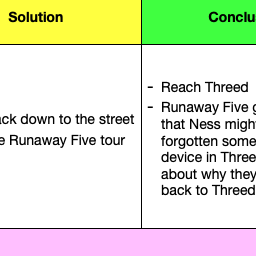 Solution
Conclu
ack down to the street
e Runaway Five tour
- Reach Threed
- Runaway Five g
that Ness might
forgotten some
device in Three
about why they
back to Threed